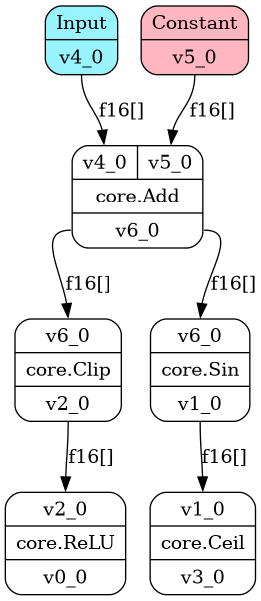 Input
v4_0
Constant
v5_0
f16[]
f16[]
v4_0
v5_0
core.Add
v6_0
f16[]
f16[]
v6_0
core.Clip
v2_0
v6_0
core.Sin
v1_0
f16[]
f16[]
v2_0
core.ReLU
v0_0
v1_0
core.Ceil
v3_0